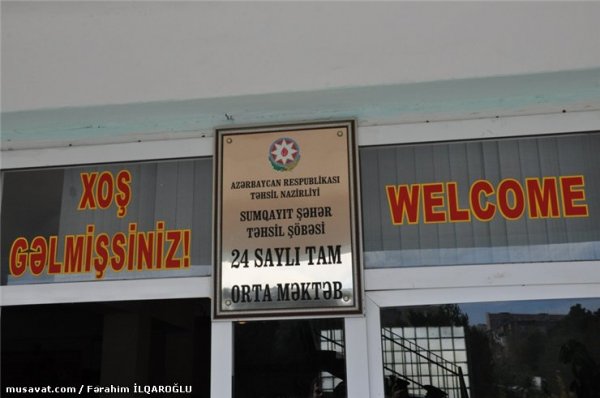 XOŞ
GƏLMİŞSİNİZ!
AZƏRBAYCAN RESPUBLİKASI
TƏHSİL NAZİRLİYİ
SUMQAYIT ŞƏHƏR
TƏHSİL ŞÖBƏSİ
24 SAYLI TAM
ORTA MƏKTƏB
WELCOME
musavat.com / Fərahim İLQAROĞLU